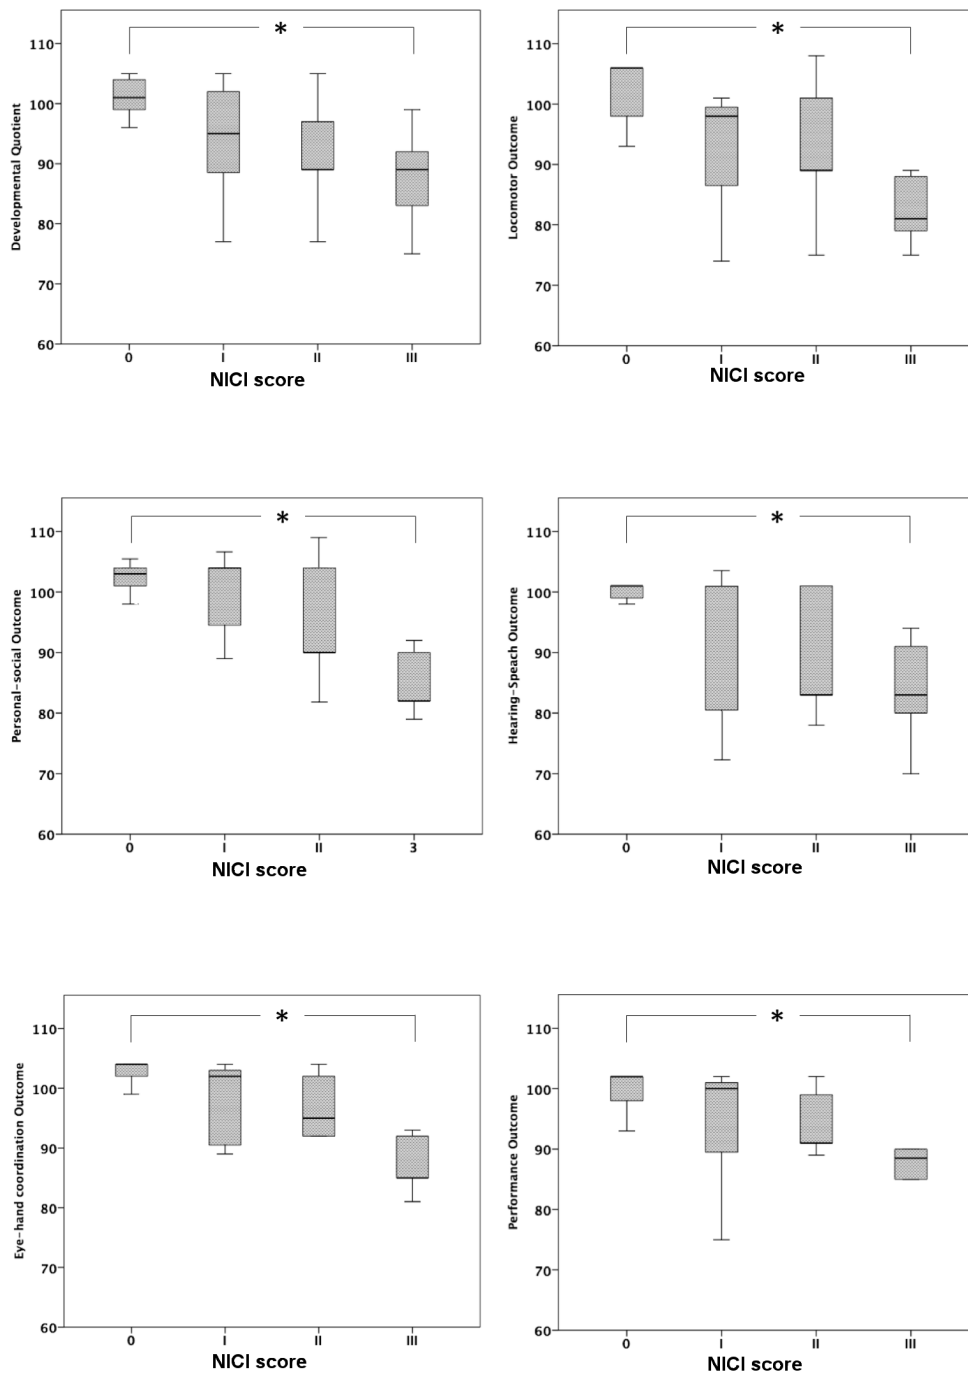 *
*
110
100
90
80
70
60
Developmental Quotient
0 I II III
NICI score
110
100
90
80
70
60
Locomotor Outcome
0 I II III
NICI score
*
*
110
100
90
80
70
60
Personal-social Outcome
0 I II 3
NICI score
110
100
90
80
70
60
Hearing-Speach Outcome
0 I II III
NICI score
*
*
110
100
90
80
70
60
Eye-hand coordination Outcome
0 I II III
NICI score
110
100
90
80
70
60
Performance Outcome
0 I II III
NICI score